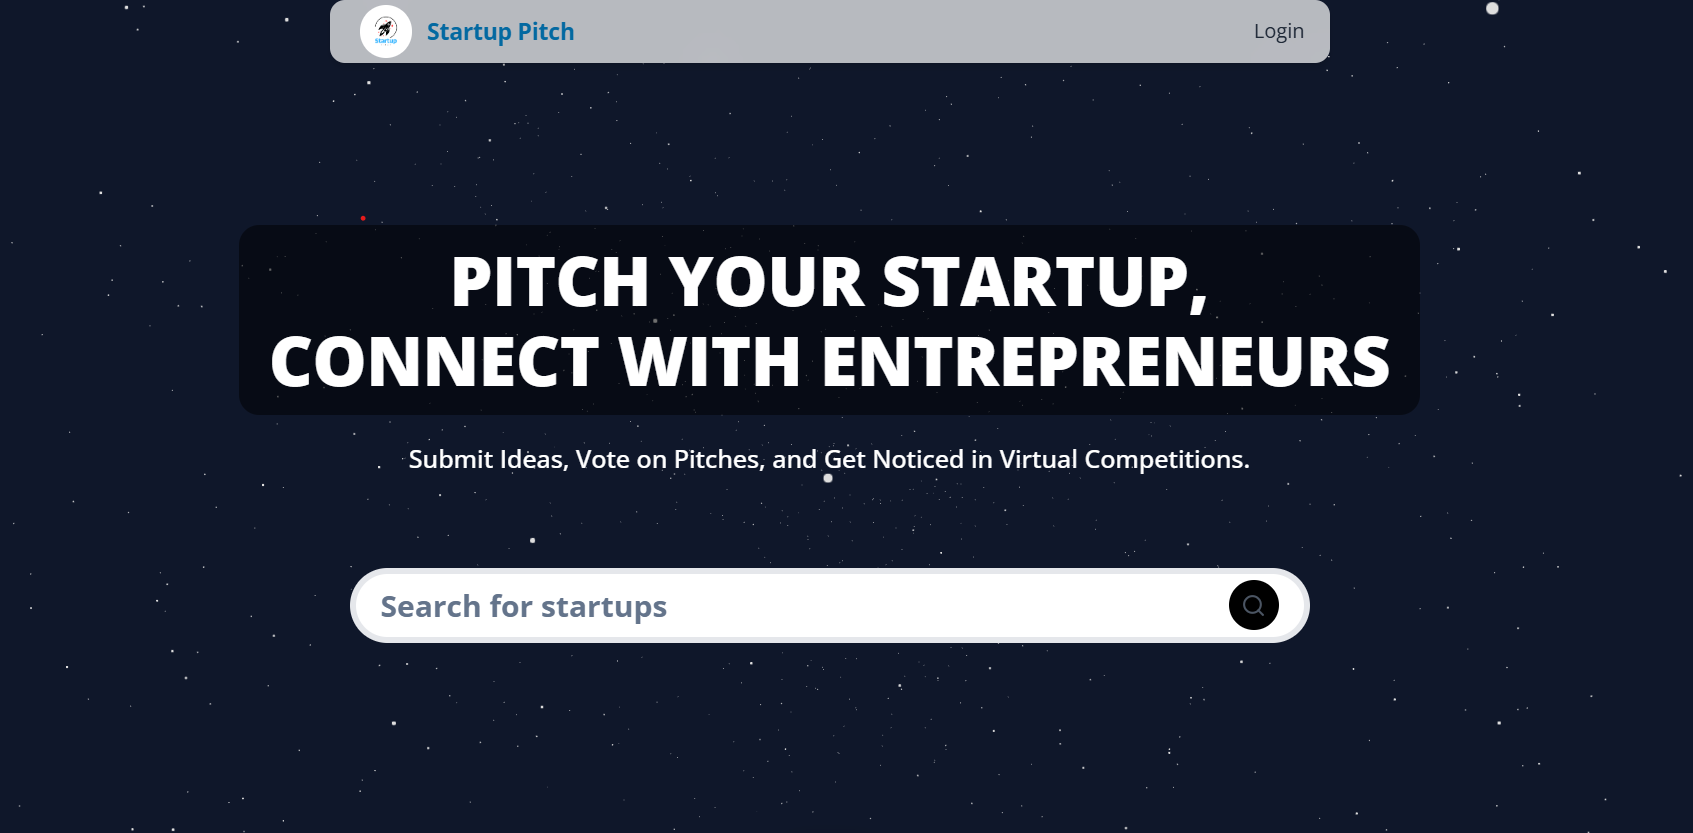 Startup
Startup Pitch
Login
PITCH YOUR STARTUP,
CONNECT WITH ENTREPRENEURS
Submit Ideas, Vote on Pitches, and Get Noticed in Virtual Competitions.
Search for startups